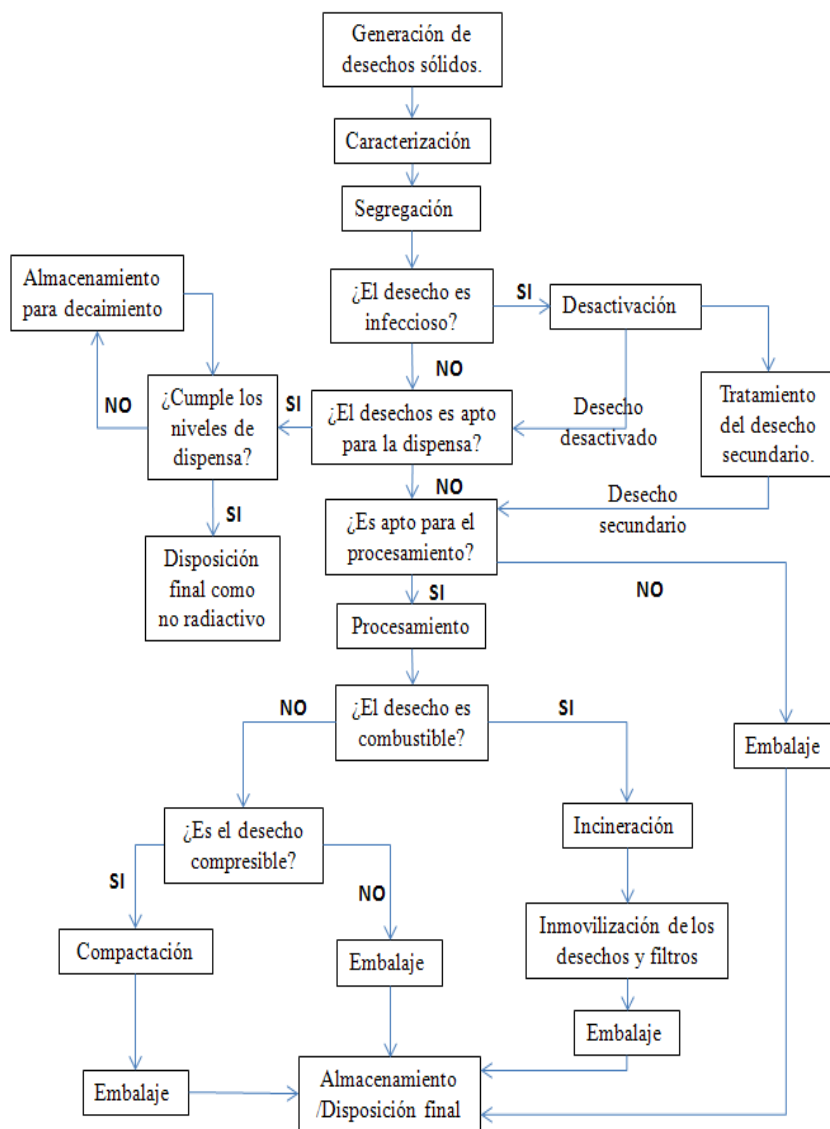 Generación de
desechos sólidos.
Caracterización
Segregación
Almacenamiento
para decaimiento
¿El desecho es
infeccioso?
SI
Desactivación
NO
NO
¿Cumple los
niveles de
dispensa?
SI
¿El desechos es apto
para la dispensa?
Desecho
desactivado
Tratamiento
del desecho
secundario.
SI
NO
Desecho
secundario
¿Es apto para el
procesamiento?
Disposición
final como
no radiactivo
NO
SI
Procesamiento
NO
¿El desecho es
combustible?
SI
Embalaje
¿Es el desecho
compresible?
Incineración
SI
NO
Compactación
Embalaje
Inmovilización de los
desechos y filtros
Embalaje
Embalaje
Almacenamiento
/Disposición final